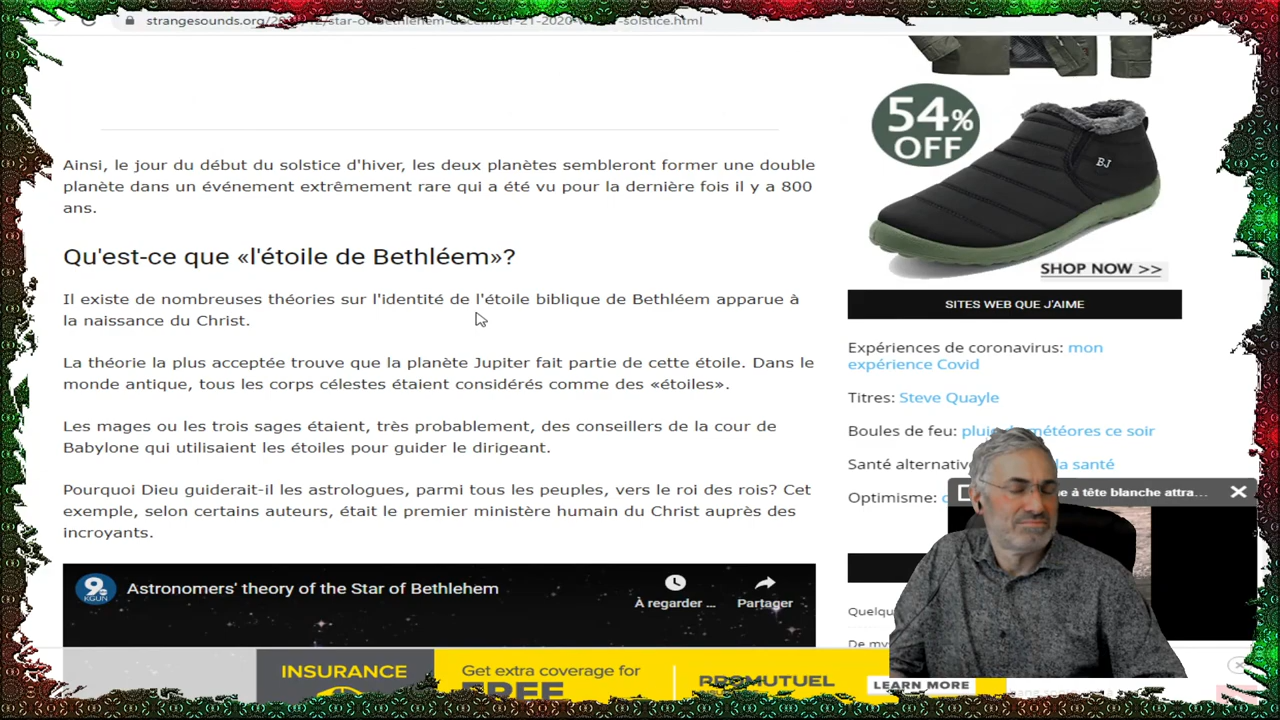 strangesounds.org/
54%
OFF
BJ
SHOP NOW >>
Ainsi, le jour du début du solstice d'hiver, les deux planètes sembleront former une double
planète dans un événement extrêmement rare qui a été vu pour la dernière fois il y a 800
ans.
Qu'est-ce que «l'étoile de Bethléem»?
Il existe de nombreuses théories sur l'identité de l'étoile biblique de Bethléem apparue à
la naissance du Christ.
La théorie la plus acceptée trouve que la planète Jupiter fait partie de cette étoile. Dans le
monde antique, tous les corps célestes étaient considérés comme des «étoiles».
Les mages ou les trois sages étaient, très probablement, des conseillers de la cour de
Babylone qui utilisaient les étoiles pour guider le dirigeant.
Pourquoi Dieu guiderait-il les astrologues, parmi tous les peuples, vers le roi des rois? Cet
exemple, selon certains auteurs, était le premier ministère humain du Christ auprès des
incroyants.
9
KGUN
Astronomers' theory of the Star of Bethlehem
À regarder ...
Partager
SITES WEB QUE J'AIME
Expériences de coronavirus: mon
expérience Covid
Titres: Steve Quayle
Boules de feu: météores ce soir
Santé la santé
Optimisme:
à tête blanche attra...
De
INSURANCE
Get extra coverage for
FREE
PROMUTUEL
LEARN MORE